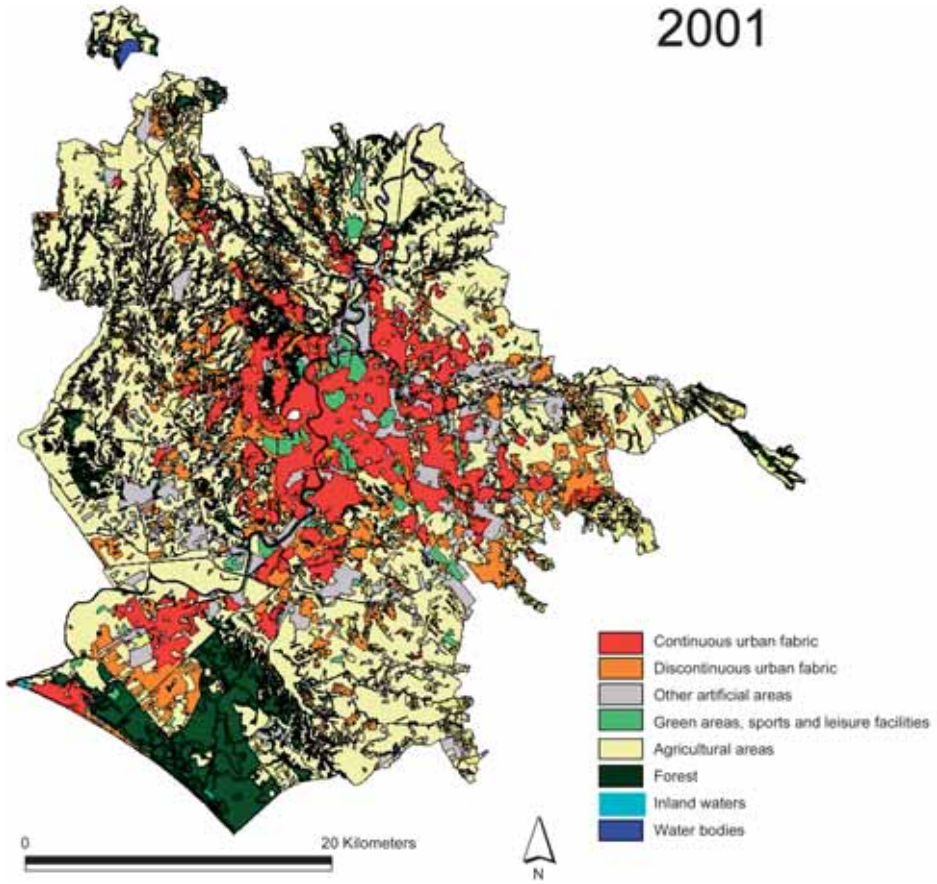 2001
Continuous urban fabric
Discontinuous urban fabric
Other artificial areas
Green areas, sports and leisure facilities
Agricultural areas
Forest
Inland waters
Water bodies
0 20 Kilometers
N